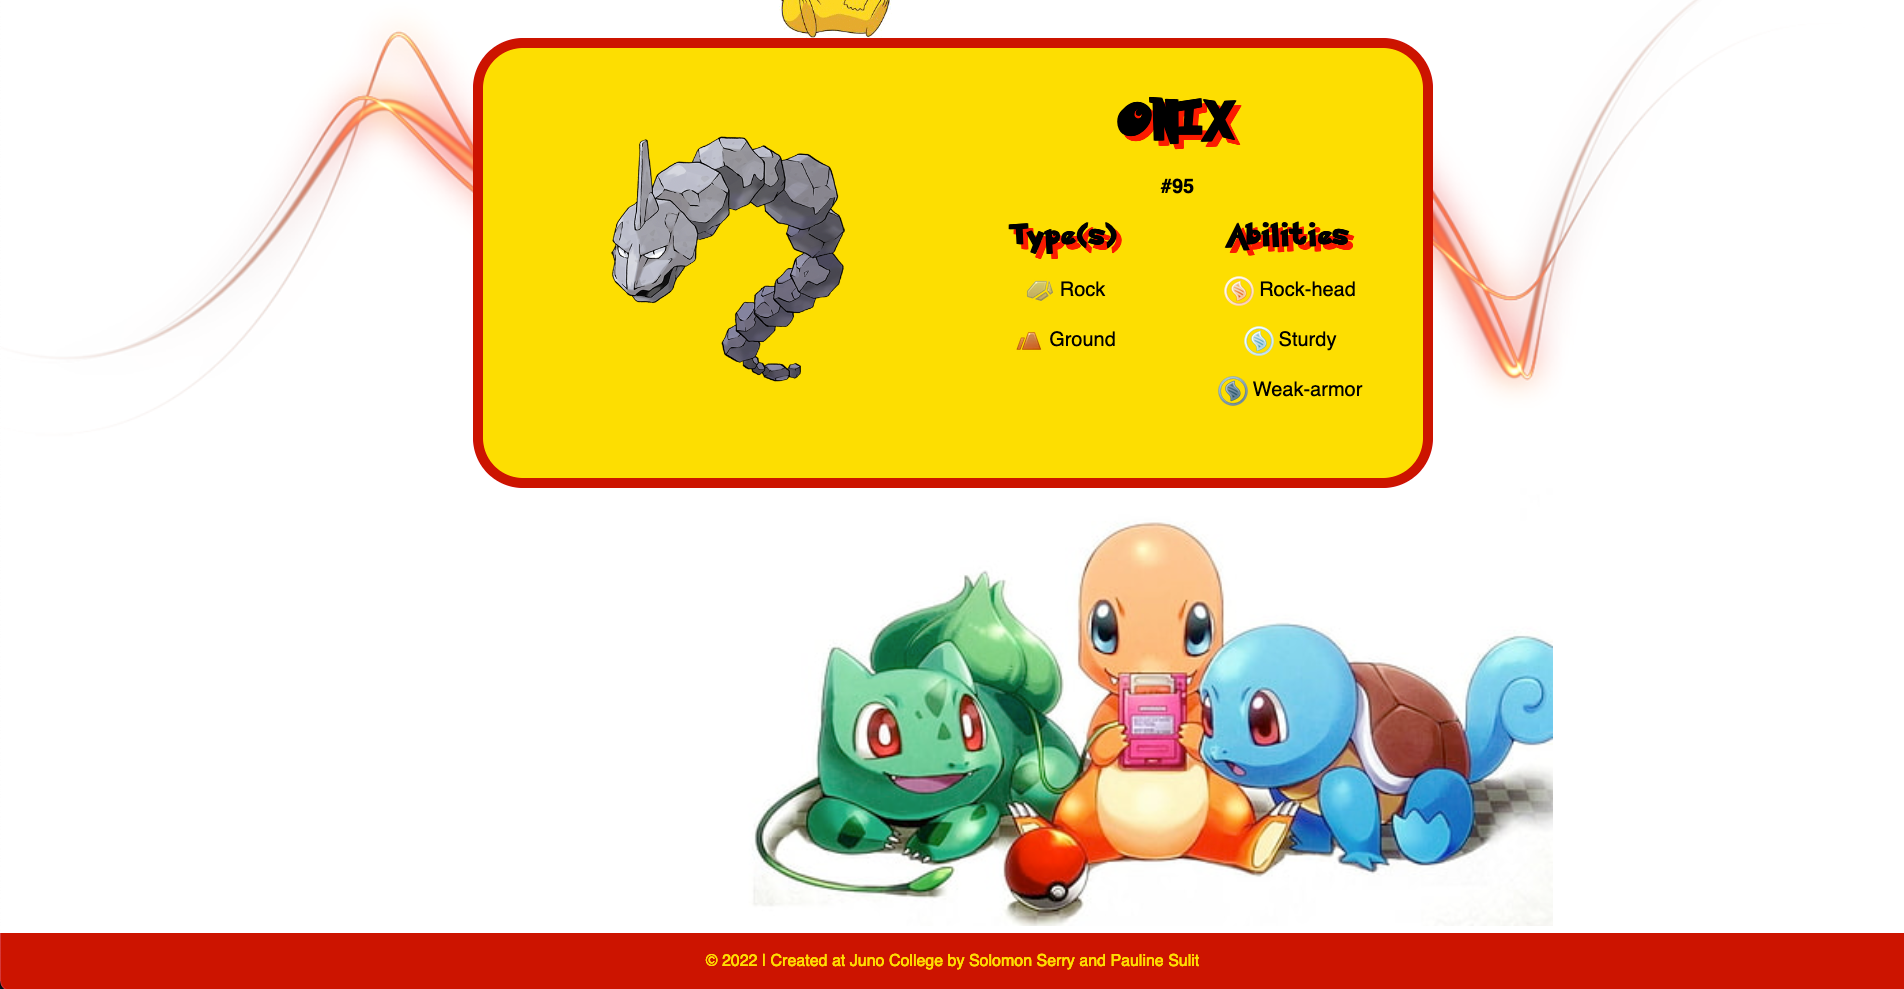 ONIX
#95
Type(s)
Rock
Ground
Abilities
Rock-head
Sturdy
Weak-armor
© 2022 | Created at Juno College by Solomon Serry and Pauline Sulit